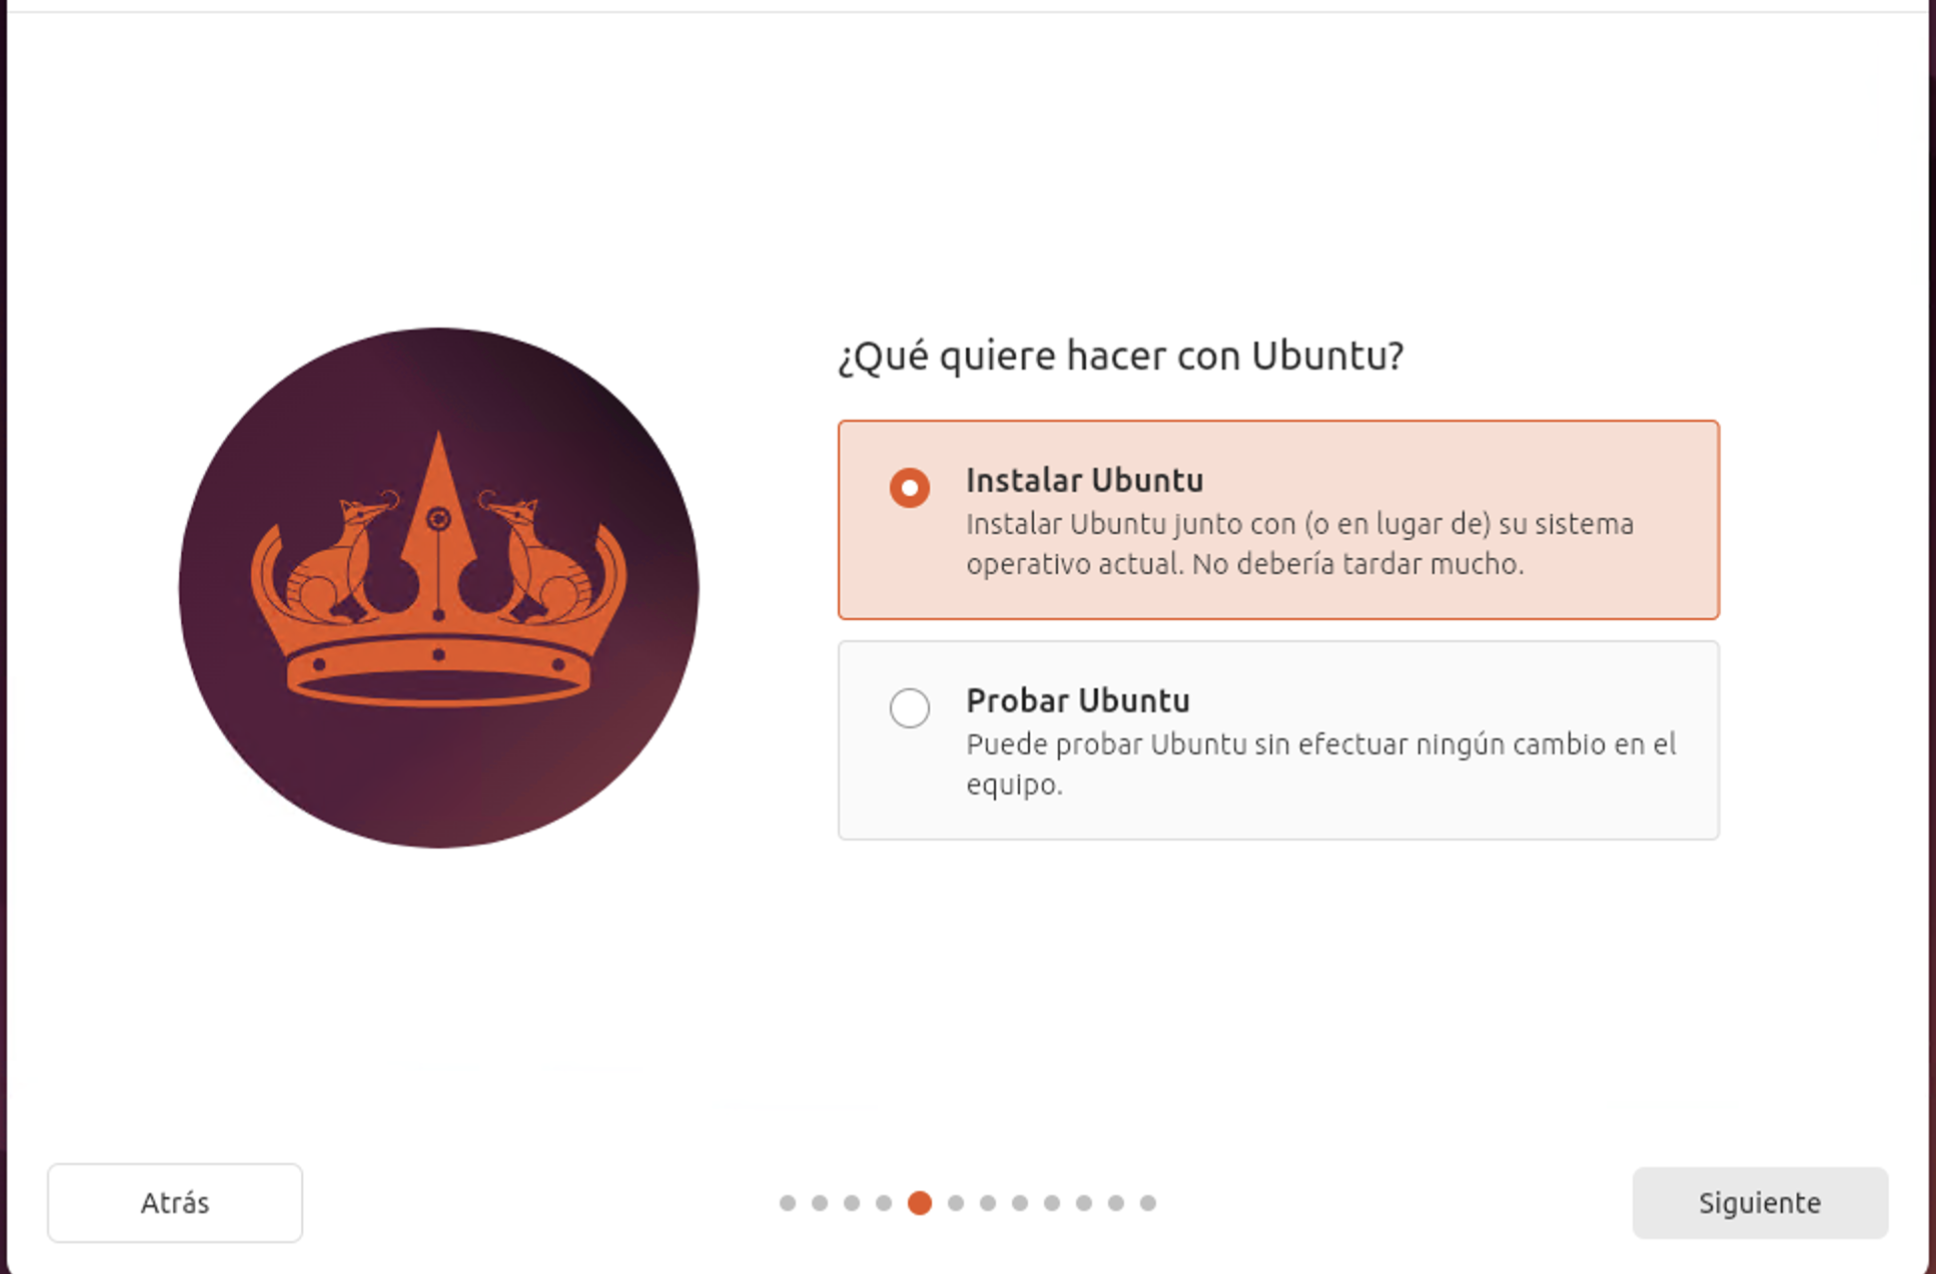 ¿Qué quiere hacer con Ubuntu?
Instalar Ubuntu
Instalar Ubuntu junto con (o en lugar de) su sistema
operativo actual. No debería tardar mucho.
Probar Ubuntu
Puede probar Ubuntu sin efectuar ningún cambio en el
equipo.
Atrás
Siguiente